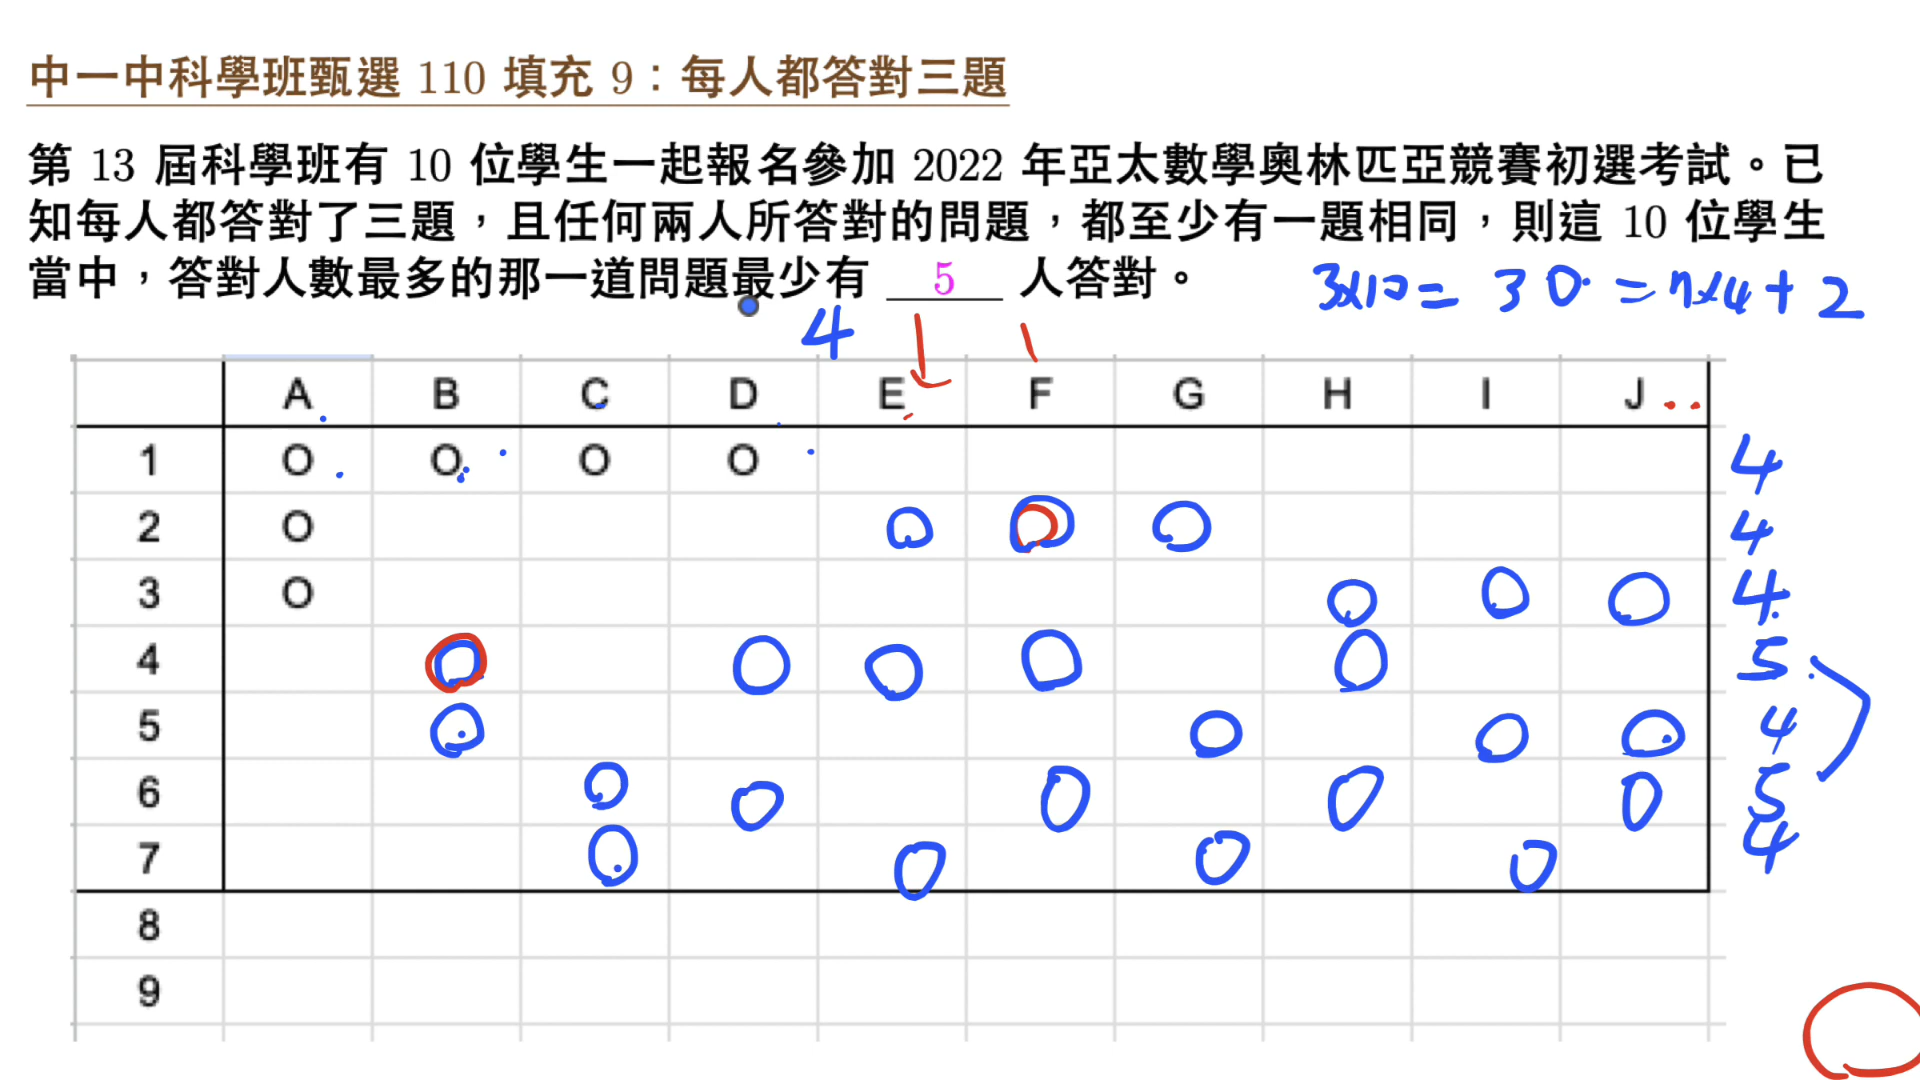 中一中科學班甄選 110 填充 9：每人都答對三題
第 13 屆科學班有 10 位學生一起報名參加 2022 年亞太數學奧林匹亞競賽初選考試。已
知每人都答對了三題，且任何兩人所答對的問題，都至少有一題相同，則這 10 位學生
當中，答對人數最多的那一道問題最少有 5 人答對。
3x10 = 30 = 7x4 + 2
4
A B C D E F G H I J
1 O O O O 4
2 O O O O 4
3 O O O O 4
4 O O O O O 5
5 O O O O 4
6 O O O O O 5
7 O O O O 4
8
9